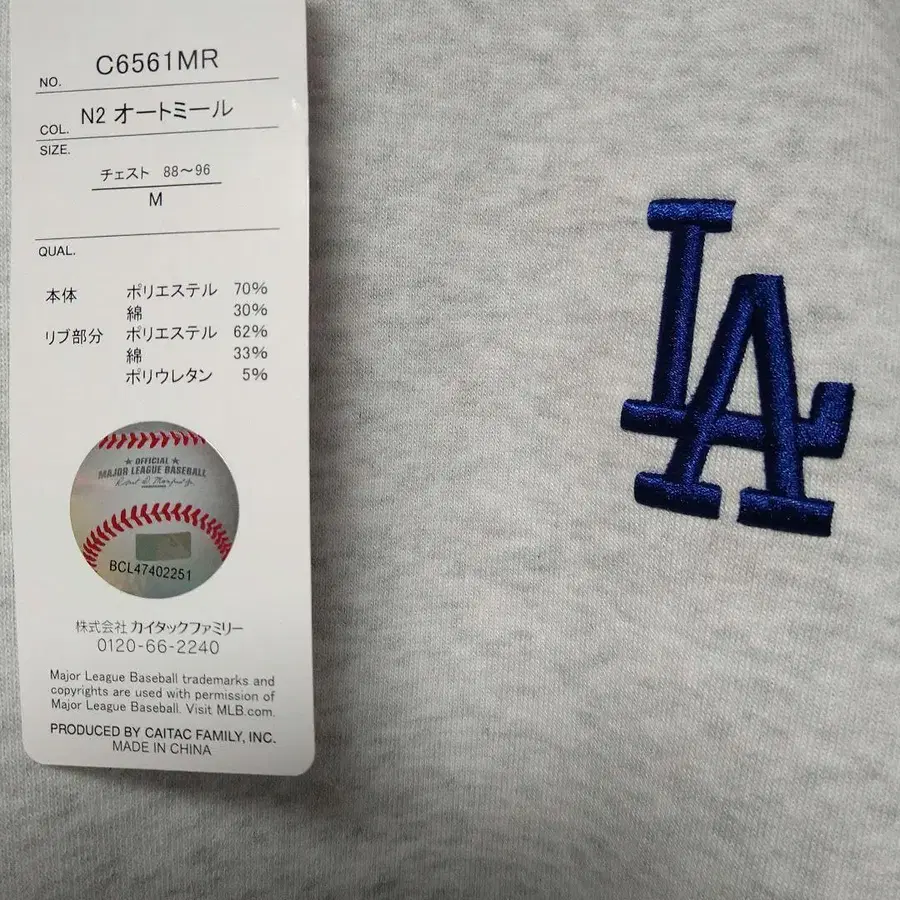 NO. C6561MR
COL. N2 オートミール
SIZE.
チェスト 88～96
M
QUAL.
本体 ポリエステル 70%
綿 30%
リブ部分 ポリエステル 62%
綿 33%
ポリウレタン 5%
★ OFFICIAL ★
MAJOR LEAGUE BASEBALL
BCL47402251
株式会社 カイタックファミリー
0120-66-2240
Major League Baseball trademarks and
copyrights are used with permission of
Major League Baseball. Visit MLB.com.
PRODUCED BY CAITAC FAMILY, INC.
MADE IN CHINA
LA